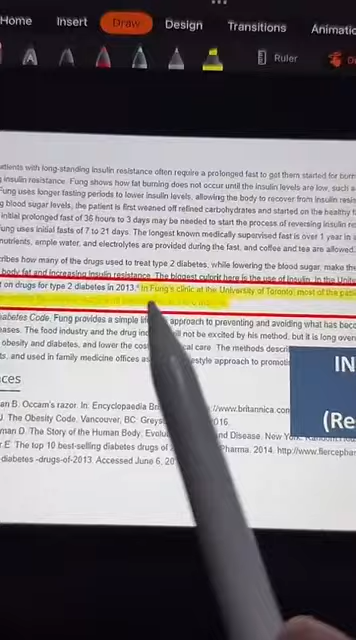 Home Insert Draw Design Transitions Animatio
Ruler
patients with long-standing insulin resistance often require a prolonged fast to get them started for burn
insulin resistance. Fung shows how fat burning does not occur until the insulin levels are low, such a
Fung uses longer fasting periods to lower insulin levels, allowing the body to recover from insulin resis
blood sugar levels, the patient is first weaned off refined carbohydrates and started on the healthy
initial prolonged fast of 36 hours to 3 days may be needed to start the process of reversing insulin re
ung uses initial fasts of 7 to 21 days. The longest known medically supervised fast is over 1 year in a
nutrients, ample water, and electrolytes are provided during the fast, and coffee and tea are allowed.
cribes how many of the drugs used to treat type 2 diabetes, while lowering the blood sugar, make the
body fat and increasing insulin resistance. The biggest culprit here is the use of insulin. In the Unite
t on drugs for type 2 diabetes in 2013. In Fung's clinic at the University of Toronto, most of the pati
Diabetes Code, Fung provides a simple approach to preventing and avoiding what has beco
eases. The food industry and the drug will not be excited by his method, but it is long over
obesity and diabetes, and lower the cost cal care. The methods descri
ts, and used in family medicine offices as estyle approach to promoti
ces
an B. Occam's razor. In: Encyclopaedia ://www.britannica.con
J. The Obesity Code. Vancouver, BC: 016.
man D. The Story of the Human Body: and Disease. New
r E. The top 10 best-selling diabetes drugs of Pharma. 2014. http://www.fiercephar
-diabetes-drugs-of-2013. Accessed June 6, 20
IN
(Re